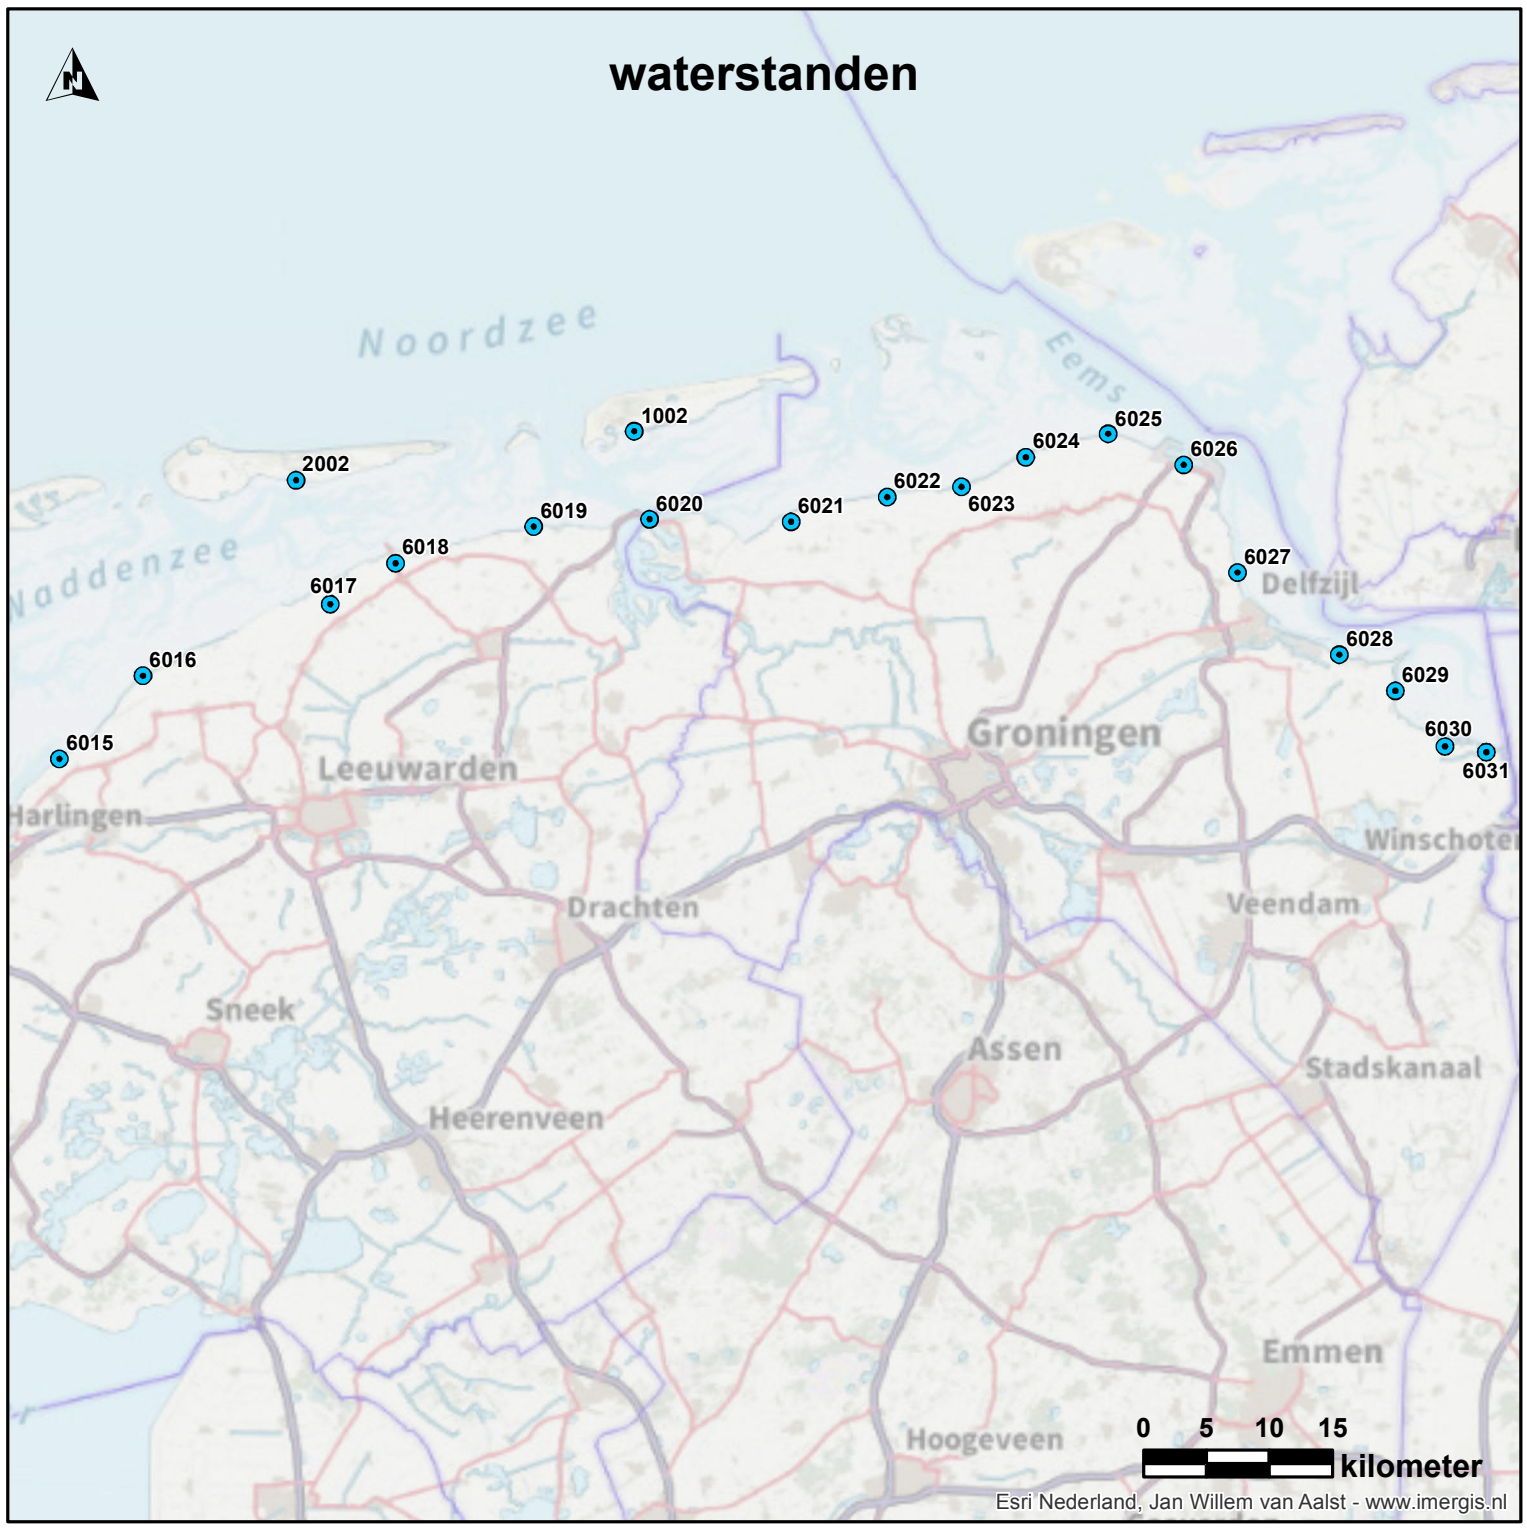 waterstanden
N
Noordzee
Eems
1002
6025
6024
6026
2002
6022
6023
6019
6020
6021
6018
Waddenzee
6017
6027
Delfzijl
6016
6028
6029
6015
6030
6031
Groningen
Leeuwarden
Harlingen
Winschoten
Drachten
Veendam
Sneek
Assen
Stadskanaal
Heerenveen
Emmen
0 5 10 15
Hoogeveen
kilometer
Esri Nederland, Jan Willem van Aalst - www.imergis.nl